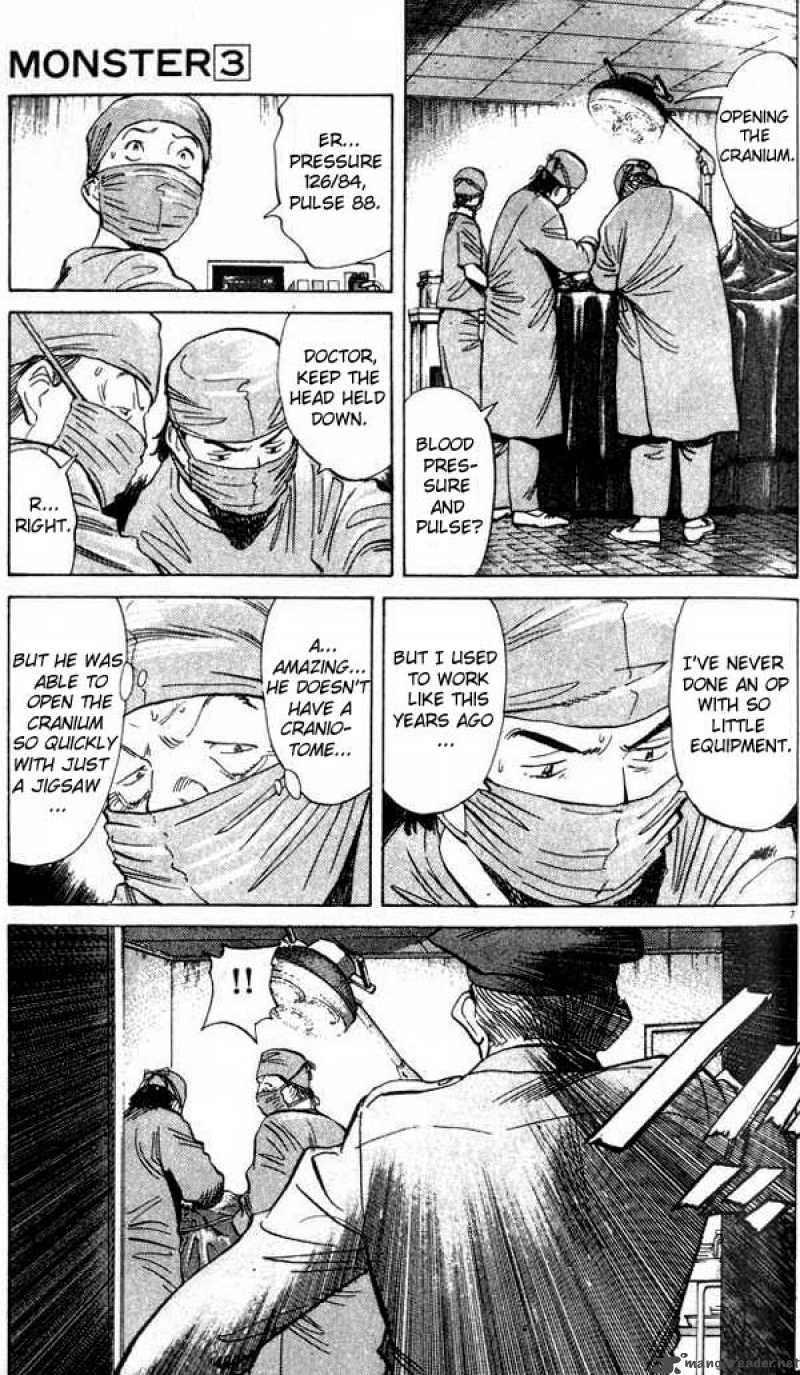 MONSTER 3
OPENING
THE
CRANIUM.
BLOOD
PRES-
SURE
AND
PULSE?
ER...
PRESSURE
126/84,
PULSE 88.
DOCTOR,
KEEP THE
HEAD HELD
DOWN.
R...
RIGHT.
I'VE NEVER
DONE AN OP
WITH SO
LITTLE
EQUIPMENT.
BUT I USED
TO WORK
LIKE THIS
YEARS AGO
...
A...
AMAZING...
HE DOESN'T
HAVE A
CRANIO-
TOME...
BUT HE WAS
ABLE TO
OPEN THE
CRANIUM
SO QUICKLY
WITH JUST
A JIGSAW
...
7
!!
mangareader.net